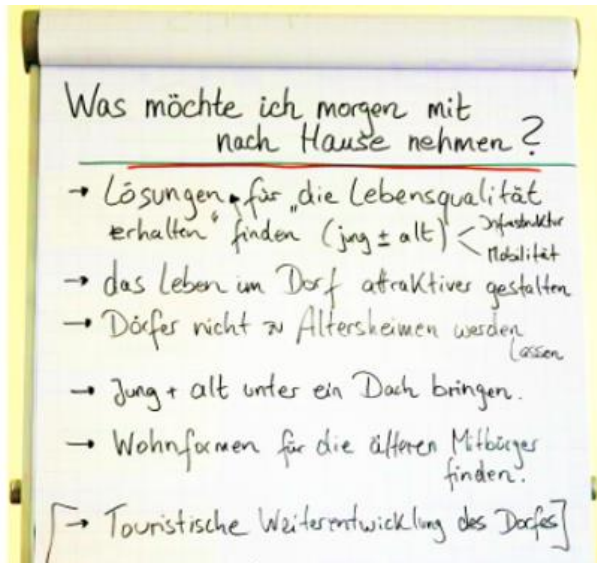 Was möchte ich morgen mit
nach Hause nehmen?
→ Lösungen für „die Lebensqualität
erhalten" finden (jung ± alt) < Infrastruktur
Mobilität
→ das Leben im Dorf attraktiver gestalten
→ Dörfer nicht zu Altersheimen werden
lassen
→ Jung + alt unter ein Dach bringen.
→ Wohnformen für die älteren Mitbürger
finden.
[→ Touristische Weiterentwicklung des Dorfes]